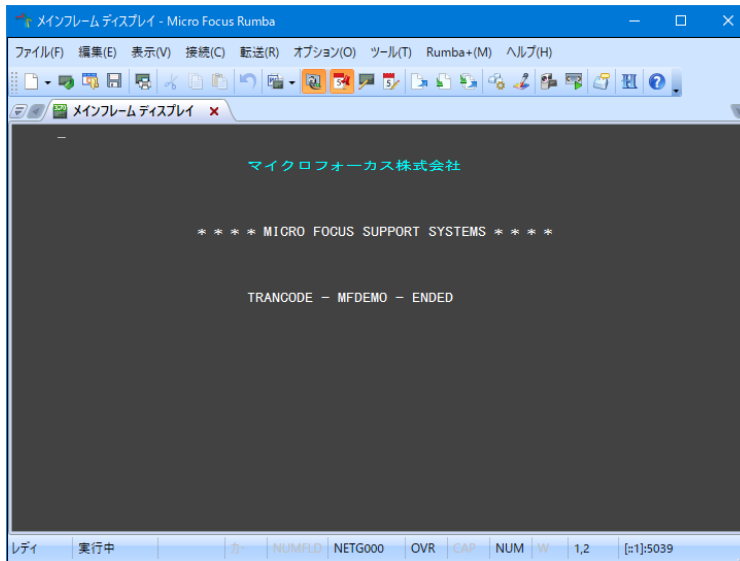 メインフレーム ディスプレイ - Micro Focus Rumba
ファイル(F) 編集(E) 表示(V) 接続(C) 転送(R) オプション(O) ツール(T) Rumba+(M) ヘルプ(H)
メインフレーム ディスプレイ
マイクロフォーカス株式会社
* * * * MICRO FOCUS SUPPORT SYSTEMS * * * *
TRANCODE - MFDEMO - ENDED
レディ 実行中 カナ NUMFLD NETG000 OVR CAP NUM W 1,2 [::1]:5039